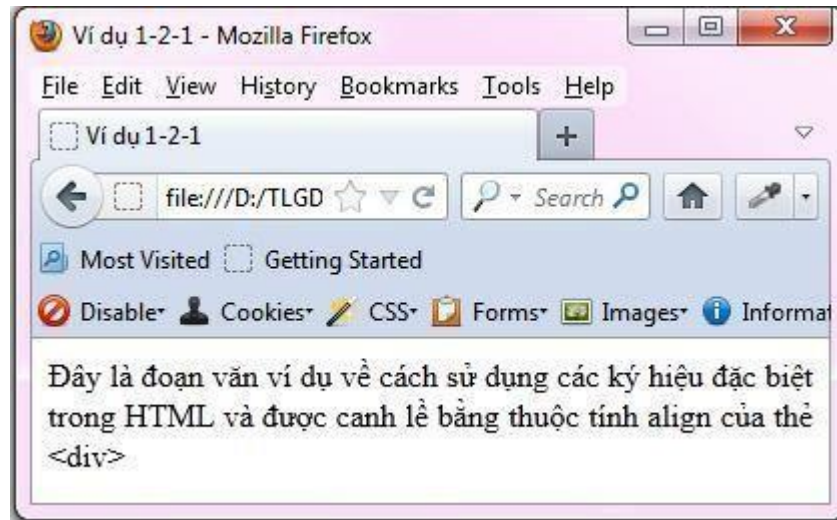 Ví dụ 1-2-1 - Mozilla Firefox
File Edit View History Bookmarks Tools Help
Ví dụ 1-2-1
file:///D:/TLGD Search
Most Visited Getting Started
Disable Cookies CSS Forms Images Informat
Đây là đoạn văn ví dụ về cách sử dụng các ký hiệu đặc biệt
trong HTML và được canh lề bằng thuộc tính align của thẻ
<div>